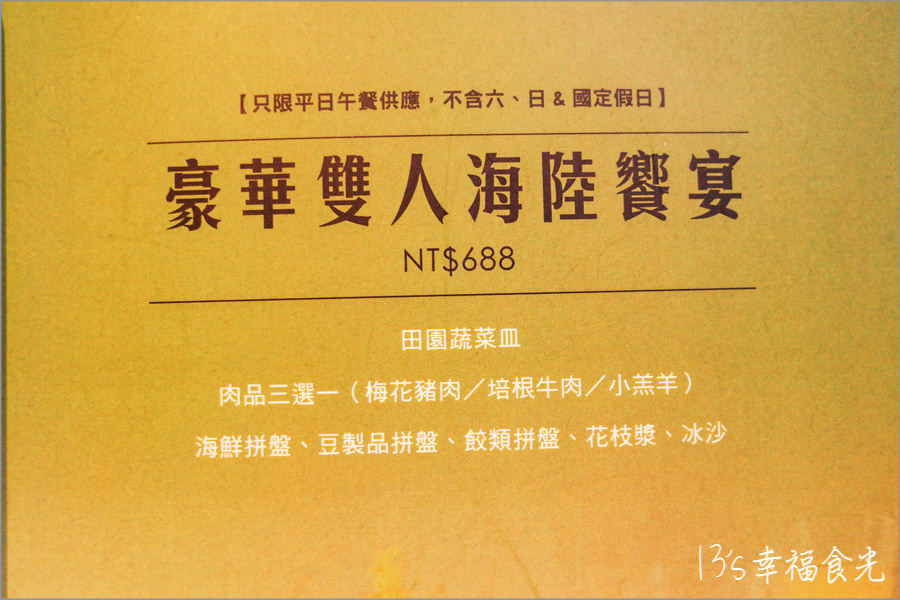 【只限平日午餐供應，不含六、日 & 國定假日】
豪華雙人海陸饗宴
NT$688
田園蔬菜皿
肉品三選一（梅花豬肉／培根牛肉／小羔羊）
海鮮拼盤、豆製品拼盤、餃類拼盤、花枝漿、冰沙
13's幸福食光